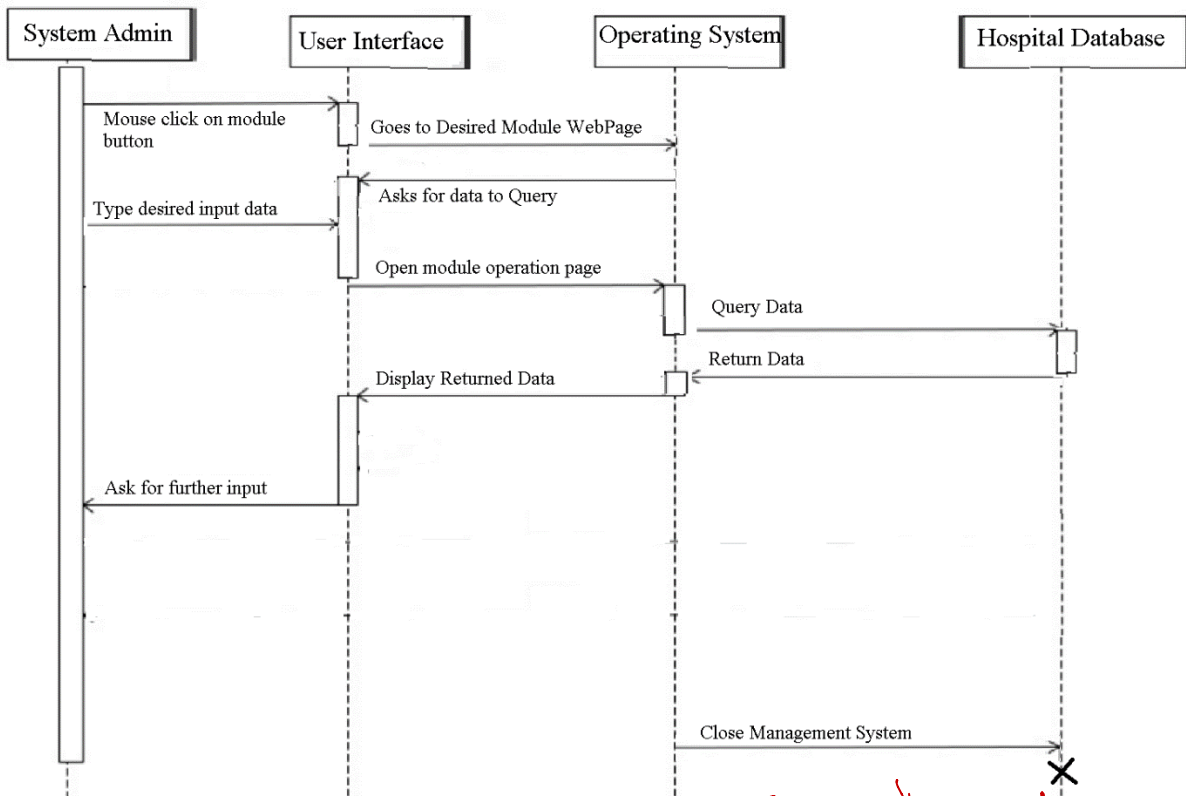 System Admin
User Interface
Operating System
Hospital Database
Mouse click on module
button
Goes to Desired Module WebPage
Asks for data to Query
Type desired input data
Open module operation page
Query Data
Return Data
Display Returned Data
Ask for further input
Close Management System